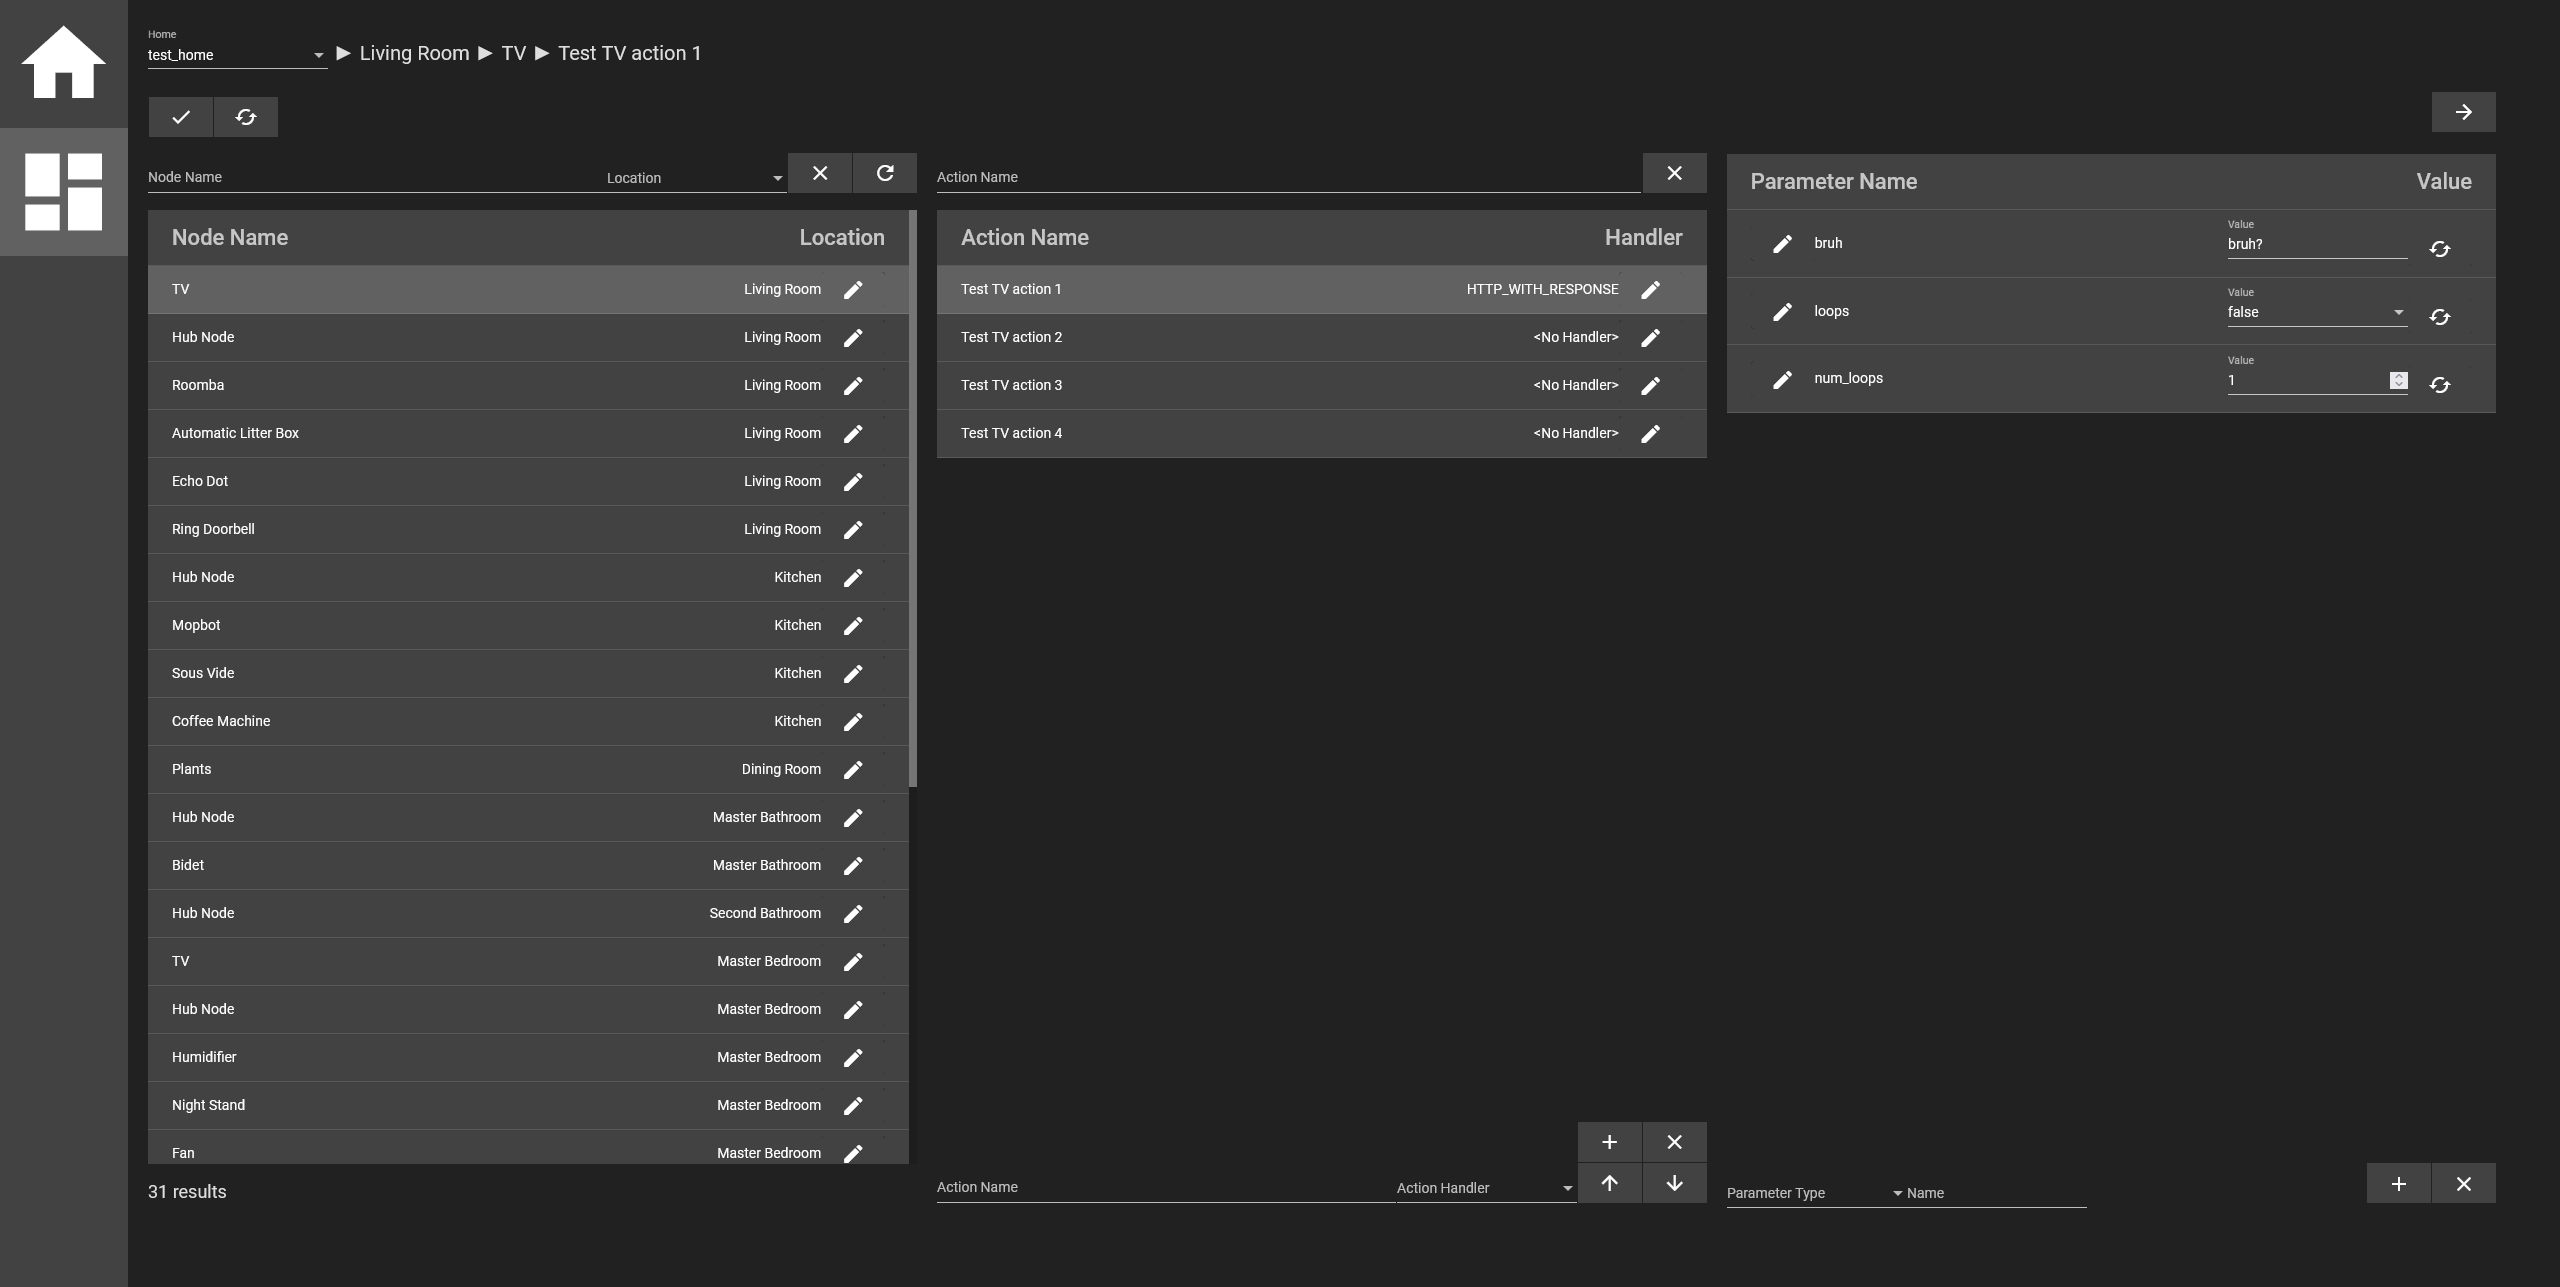 Home
test_home ▶ Living Room ▶ TV ▶ Test TV action 1
Node Name Location
Action Name
Node Name Location
TV Living Room
Hub Node Living Room
Roomba Living Room
Automatic Litter Box Living Room
Echo Dot Living Room
Ring Doorbell Living Room
Hub Node Kitchen
Mopbot Kitchen
Sous Vide Kitchen
Coffee Machine Kitchen
Plants Dining Room
Hub Node Master Bathroom
Bidet Master Bathroom
Hub Node Second Bathroom
TV Master Bedroom
Hub Node Master Bedroom
Humidifier Master Bedroom
Night Stand Master Bedroom
Fan Master Bedroom
31 results
Action Name Handler
Test TV action 1 HTTP_WITH_RESPONSE
Test TV action 2 <No Handler>
Test TV action 3 <No Handler>
Test TV action 4 <No Handler>
Action Name Action Handler
Parameter Name Value
Value
bruh bruh?
Value
loops false
Value
num_loops 1
Parameter Type Name